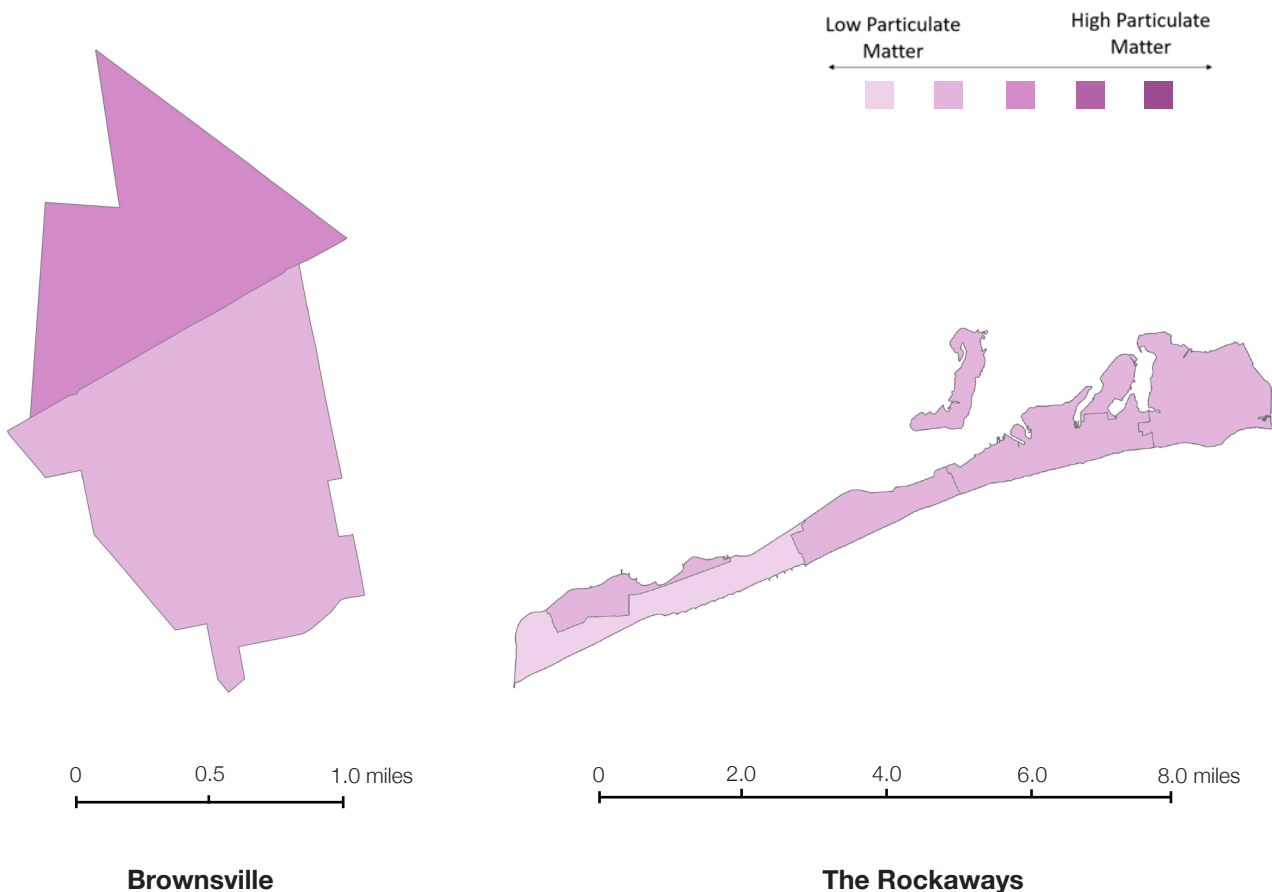 Low Particulate
Matter
High Particulate
Matter
0 0.5 1.0 miles
0 2.0 4.0 6.0 8.0 miles
Brownsville
The Rockaways